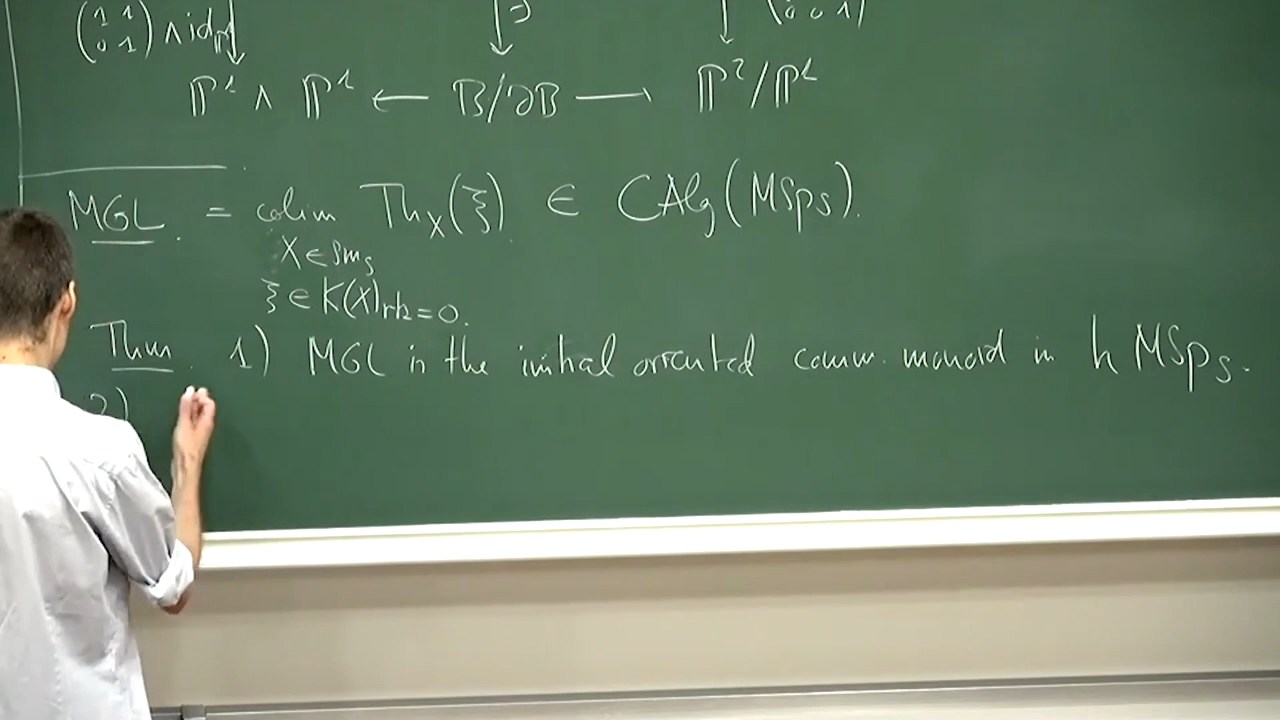 (1 1 0 1) ∧ id
ℙ¹ ∧ ℙ¹ ← B/∂B → ℙ²/ℙ¹
MGL = colim Th_X(ξ) ∈ CAlg(MSp_S).
X ∈ Sm_S
ξ ∈ K(X)_{rk=0}.
Thm. 1) MGL is the initial oriented comm. monoid in h MSp_S.
2)